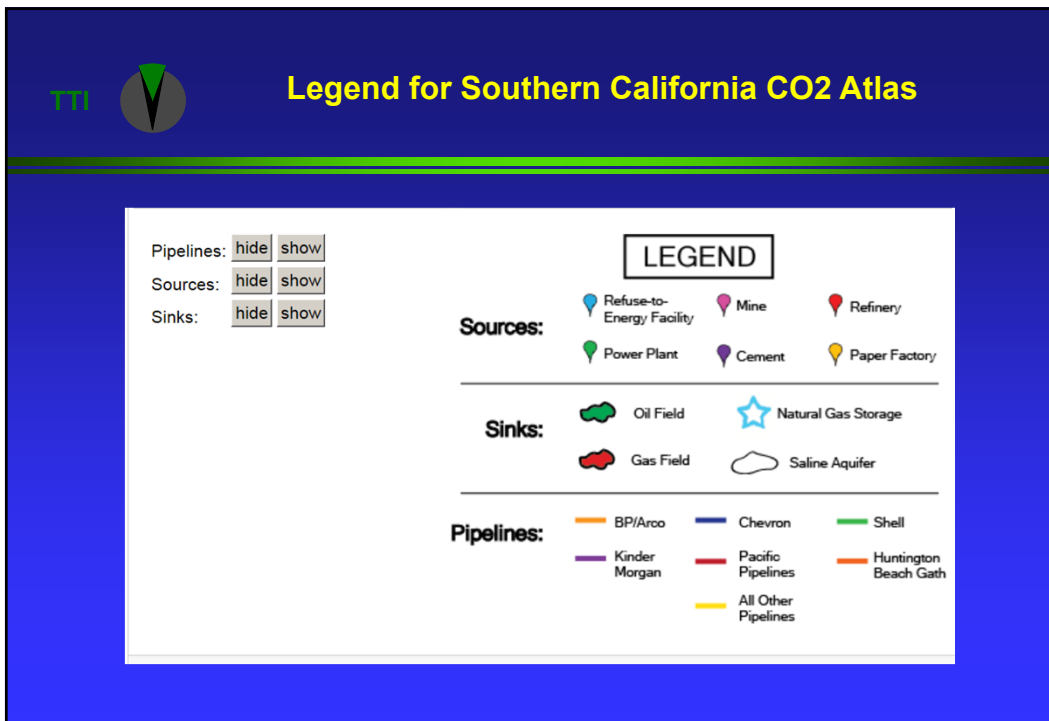 TTI
Legend for Southern California CO2 Atlas
Pipelines: hide show
Sources: hide show
Sinks: hide show
LEGEND
Sources:
Refuse-to-
Energy Facility
Mine
Refinery
Power Plant
Cement
Paper Factory
Sinks:
Oil Field
Natural Gas Storage
Gas Field
Saline Aquifer
Pipelines:
BP/Arco
Chevron
Shell
Kinder
Morgan
Pacific
Pipelines
Huntington
Beach Gath
All Other
Pipelines